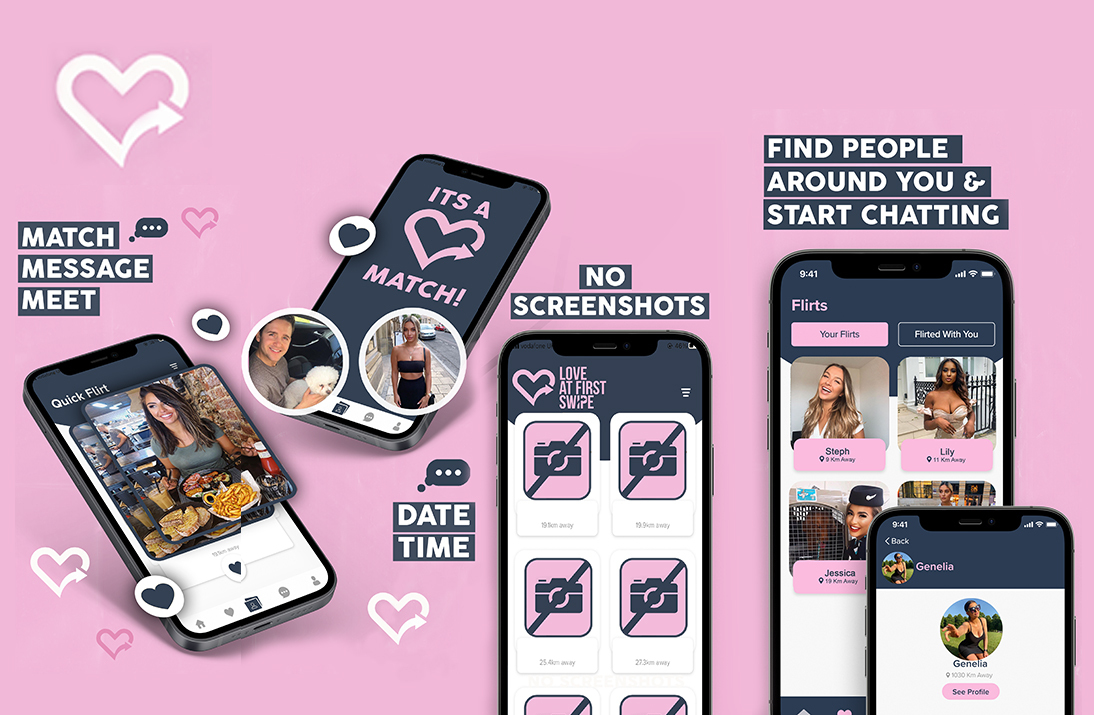 MATCH
MESSAGE
MEET
Quick Flirt
19.1km away
ITS A
MATCH!
DATE
TIME
NO
SCREENSHOTS
LOVE
AT FIRST
SWIPE
19.1km away
19.9km away
25.4km away
27.3km away
NO SCREENSHOTS
FIND PEOPLE
AROUND YOU &
START CHATTING
9:41
Flirts
Your Flirts
Flirted With You
Steph
9 Km Away
Lily
11 Km Away
Jessica
19 Km Away
9:41
Back
Genelia
Genelia
1030 Km Away
See Profile